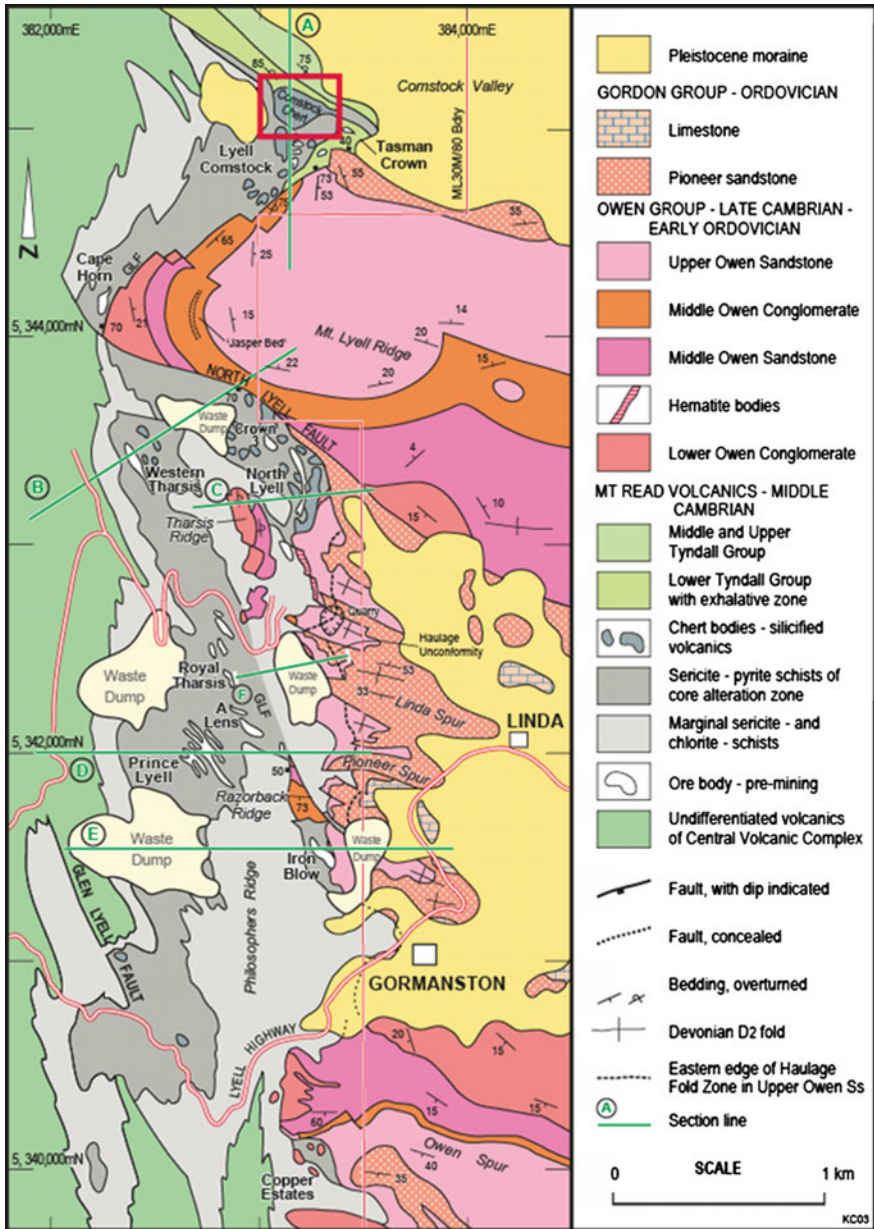 382,000mE
384,000mE
A
85
75
Comstock
Chert
Comstock Valley
Lyell
Comstock
Tasman
Crown
ML30M/80 Bdry
40
73
53
55
35
75
65
25
N
Cape
Horn
GLF
5, 344,000mN
70
21
15
'Jasper Bed'
14
20
Mt. Lyell Ridge
20
15
22
NORTH LYELL FAULT
70
Waste
Dump
Crown
3
B
Western
Tharsis
North
Lyell
C
Tharsis
Ridge
4
15
10
Quarry
Haulage
Unconformity
Waste
Dump
Royal
Tharsis
F
GLF
Waste
Dump
53
33
Linda Spur
LINDA
A
Lens
5, 342,000mN
D
Prince
Lyell
Pioneer Spur
50
Razorback
Ridge
73
E
Waste
Dump
Iron
Blow
Waste
Dump
GLEN LYELL FAULT
Philosophers Ridge
GORMANSTON
LYELL HIGHWAY
20
15
15
60
15
5, 340,000mN
Owen Spur
40
35
Copper
Estates
Pleistocene moraine
GORDON GROUP - ORDOVICIAN
Limestone
Pioneer sandstone
OWEN GROUP - LATE CAMBRIAN -
EARLY ORDOVICIAN
Upper Owen Sandstone
Middle Owen Conglomerate
Middle Owen Sandstone
Hematite bodies
Lower Owen Conglomerate
MT READ VOLCANICS - MIDDLE
CAMBRIAN
Middle and Upper
Tyndall Group
Lower Tyndall Group
with exhalative zone
Chert bodies - silicified
volcanics
Sericite - pyrite schists of
core alteration zone
Marginal sericite - and
chlorite - schists
Ore body - pre-mining
Undifferentiated volcanics
of Central Volcanic Complex
Fault, with dip indicated
Fault, concealed
Bedding, overturned
Devonian D2 fold
Eastern edge of Haulage
Fold Zone in Upper Owen Ss
A
Section line
0
SCALE
1 km
KC03